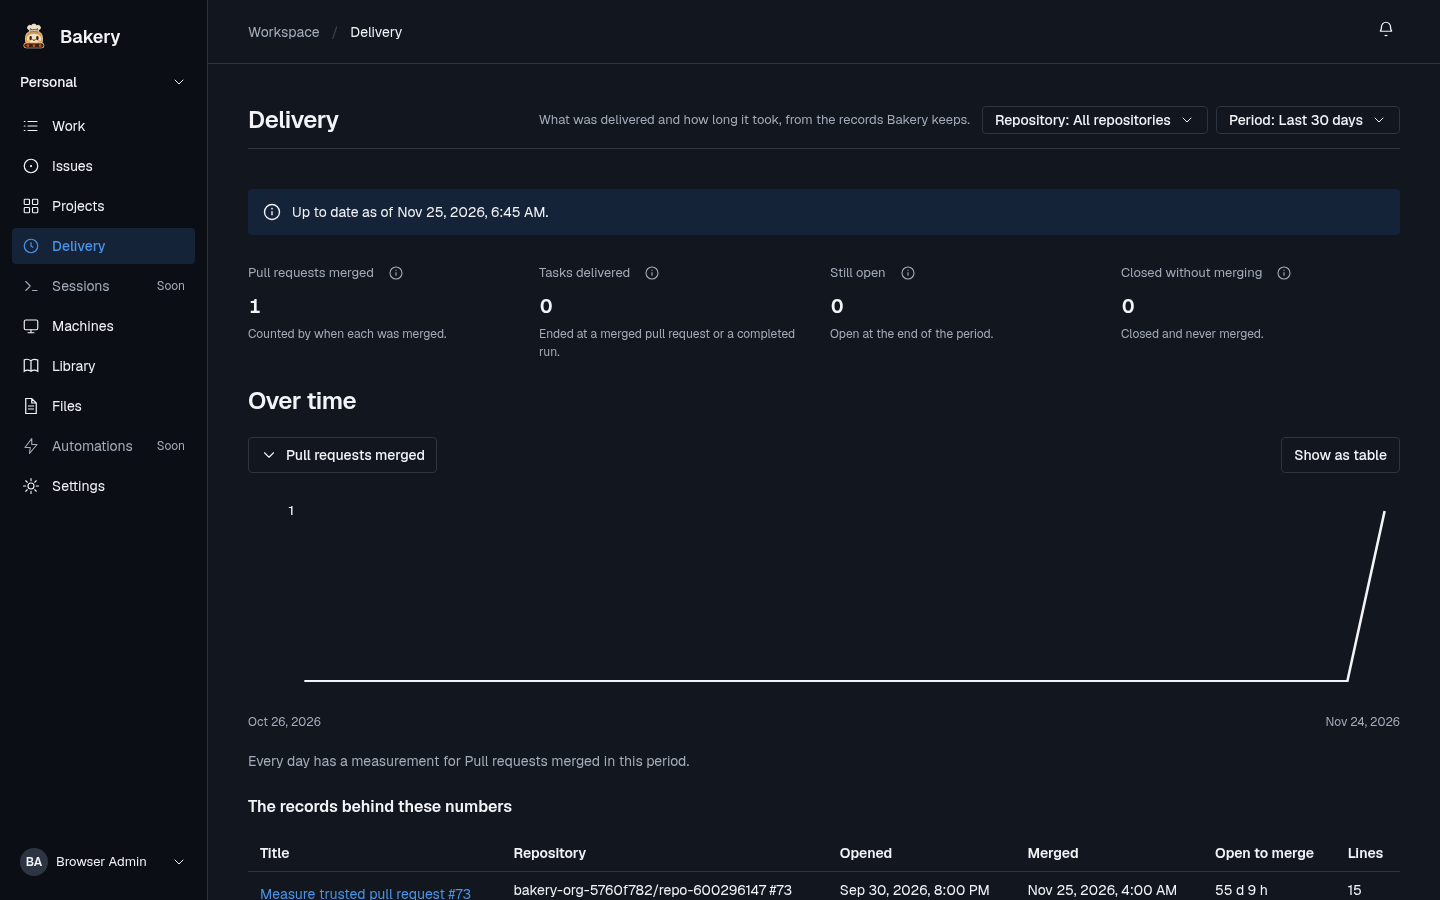 Bakery
Workspace / Delivery
Personal
Work
Issues
Projects
Delivery
Sessions Soon
Machines
Library
Files
Automations Soon
Settings
BA Browser Admin
Delivery
What was delivered and how long it took, from the records Bakery keeps.
Repository: All repositories
Period: Last 30 days
Up to date as of Nov 25, 2026, 6:45 AM.
Pull requests merged
1
Counted by when each was merged.
Tasks delivered
0
Ended at a merged pull request or a completed
run.
Still open
0
Open at the end of the period.
Closed without merging
0
Closed and never merged.
Over time
Pull requests merged
Show as table
1
Oct 26, 2026
Nov 24, 2026
Every day has a measurement for Pull requests merged in this period.
The records behind these numbers
Title Repository Opened Merged Open to merge Lines
Measure trusted pull request #73 bakery-org-5760f782/repo-600296147 #73 Sep 30, 2026, 8:00 PM Nov 25, 2026, 4:00 AM 55 d 9 h 15